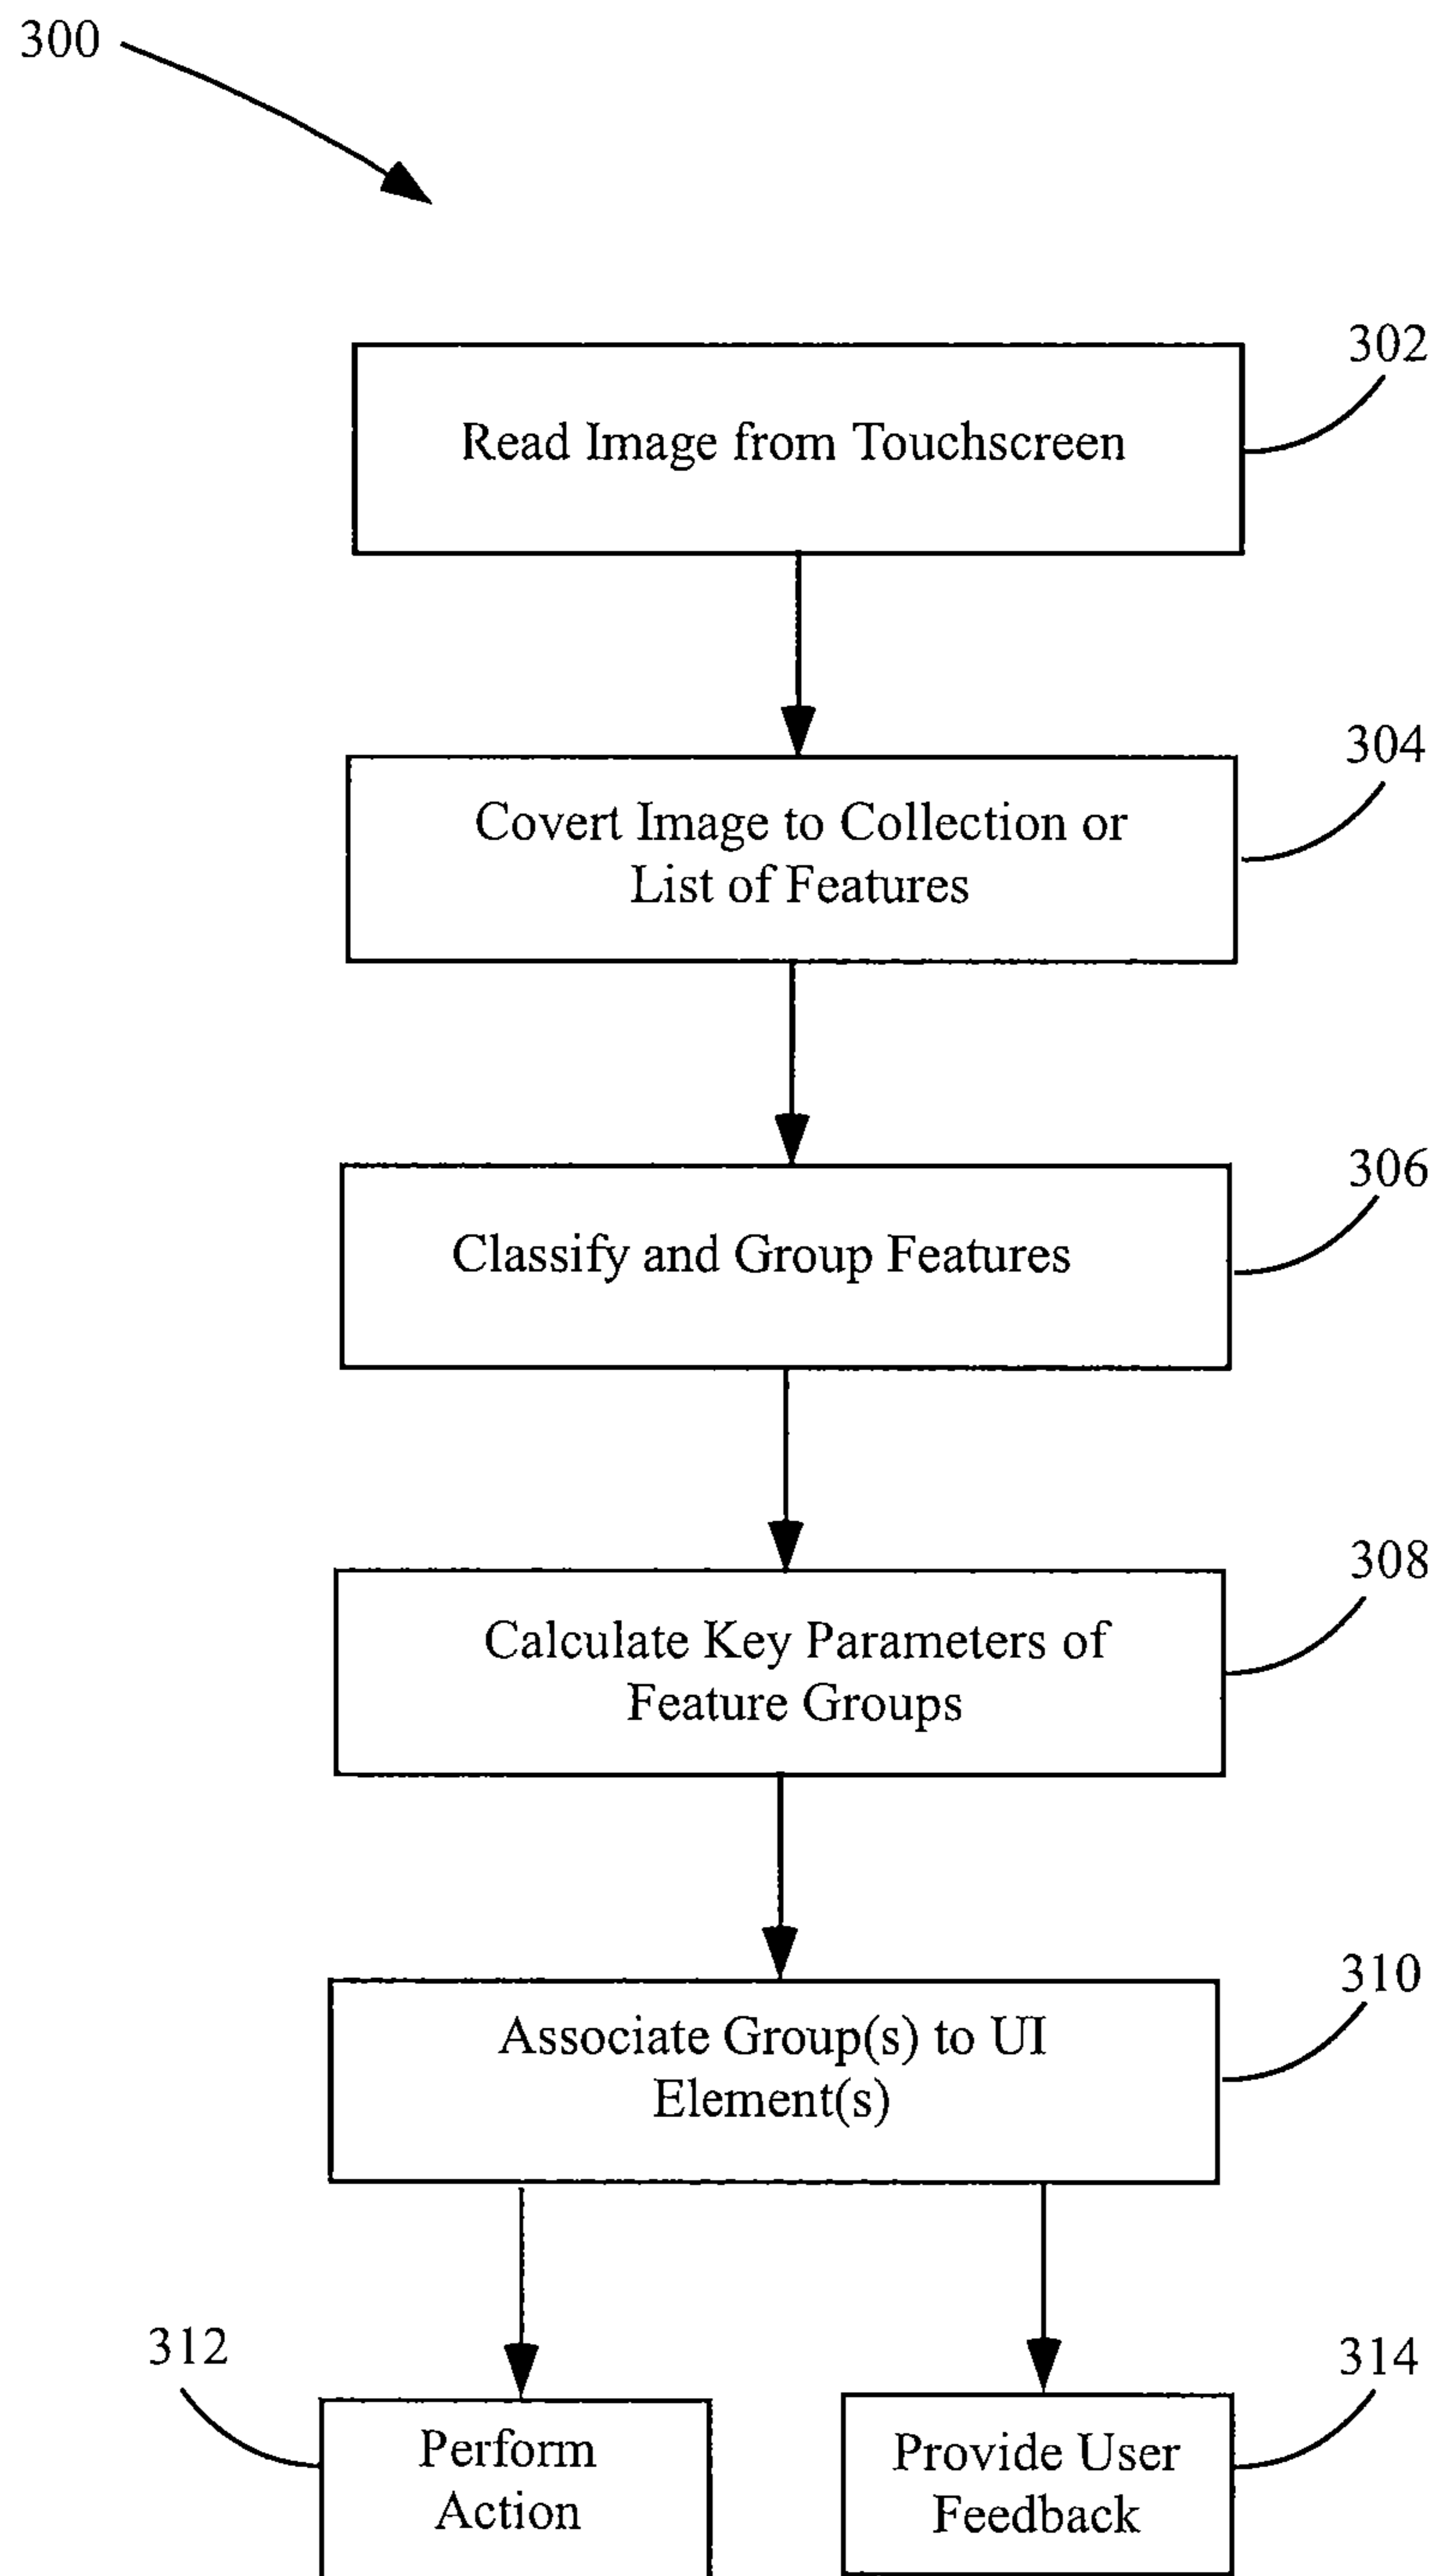 300
302
Read Image from Touchscreen
304
Covert Image to Collection or
List of Features
306
Classify and Group Features
308
Calculate Key Parameters of
Feature Groups
310
Associate Group(s) to UI
Element(s)
312
Perform
Action
314
Provide User
Feedback